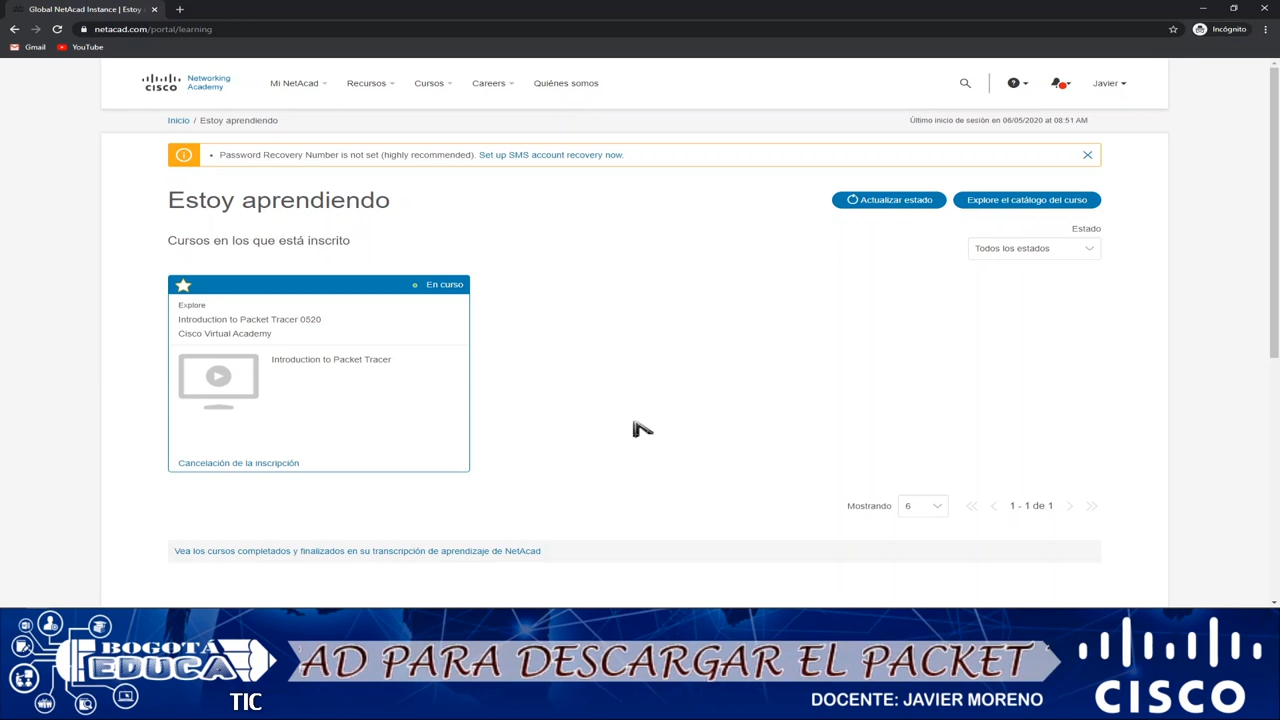 Global NetAcad Instance | Estoy
netacad.com/portal/learning
Incógnito
Gmail YouTube
CISCO Networking Academy
Mi NetAcad Recursos Cursos Careers Quiénes somos
Javier
Inicio / Estoy aprendiendo
Último inicio de sesión en 06/05/2020 at 08:51 AM
Password Recovery Number is not set (highly recommended). Set up SMS account recovery now.
Estoy aprendiendo
Actualizar estado
Explore el catálogo del curso
Cursos en los que está inscrito
Estado
Todos los estados
En curso
Explore
Introduction to Packet Tracer 0520
Cisco Virtual Academy
Introduction to Packet Tracer
Cancelación de la inscripción
Mostrando 6 1 - 1 de 1
Vea los cursos completados y finalizados en su transcripción de aprendizaje de NetAcad
BOGOTÁ
EDUCA
TIC
AD PARA DESCARGAR EL PACKET
DOCENTE: JAVIER MORENO
CISCO